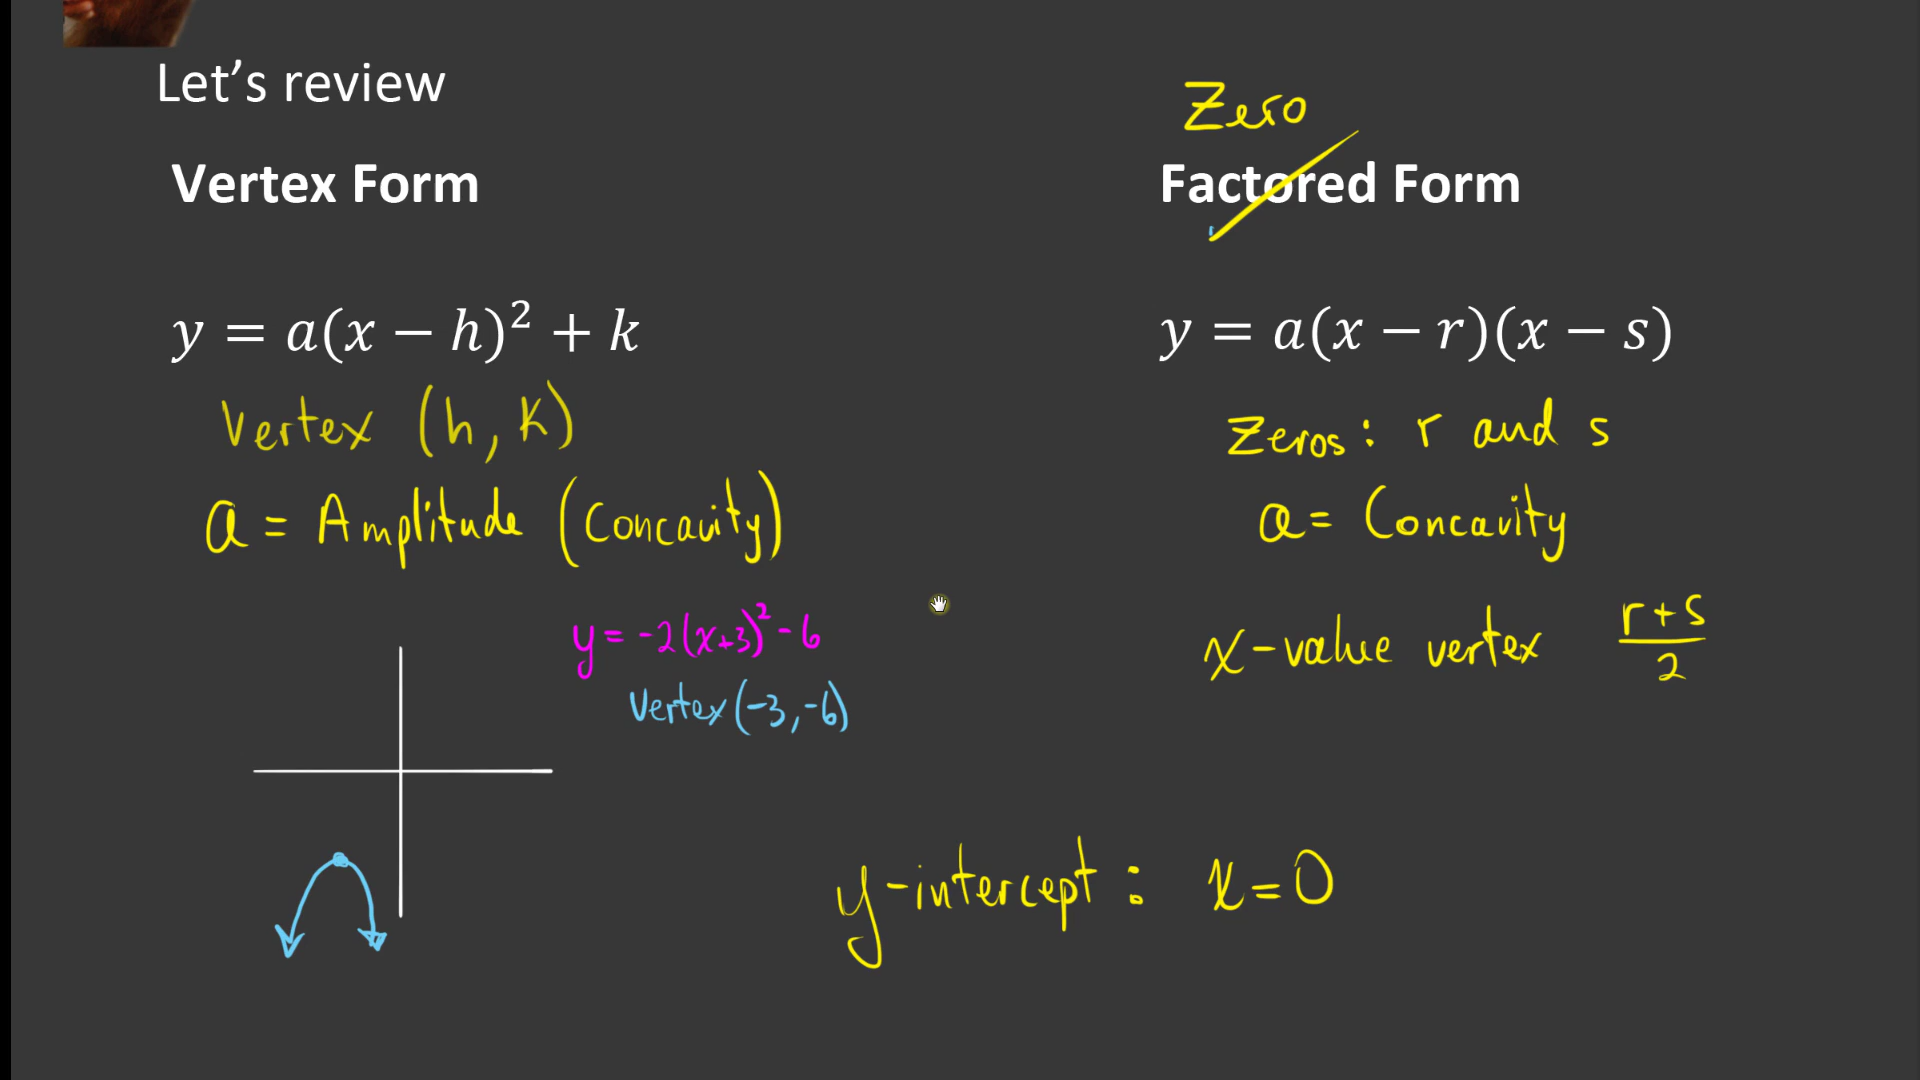 Let's review
Vertex Form
y = a(x − h)² + k
Vertex (h, k)
a = Amplitude (Concavity)
y = -2(x+3)² - 6
Vertex (-3, -6)
Zero
Factored Form
y = a(x − r)(x − s)
Zeros: r and s
a = Concavity
x-value vertex r+s/2
y-intercept: x=0